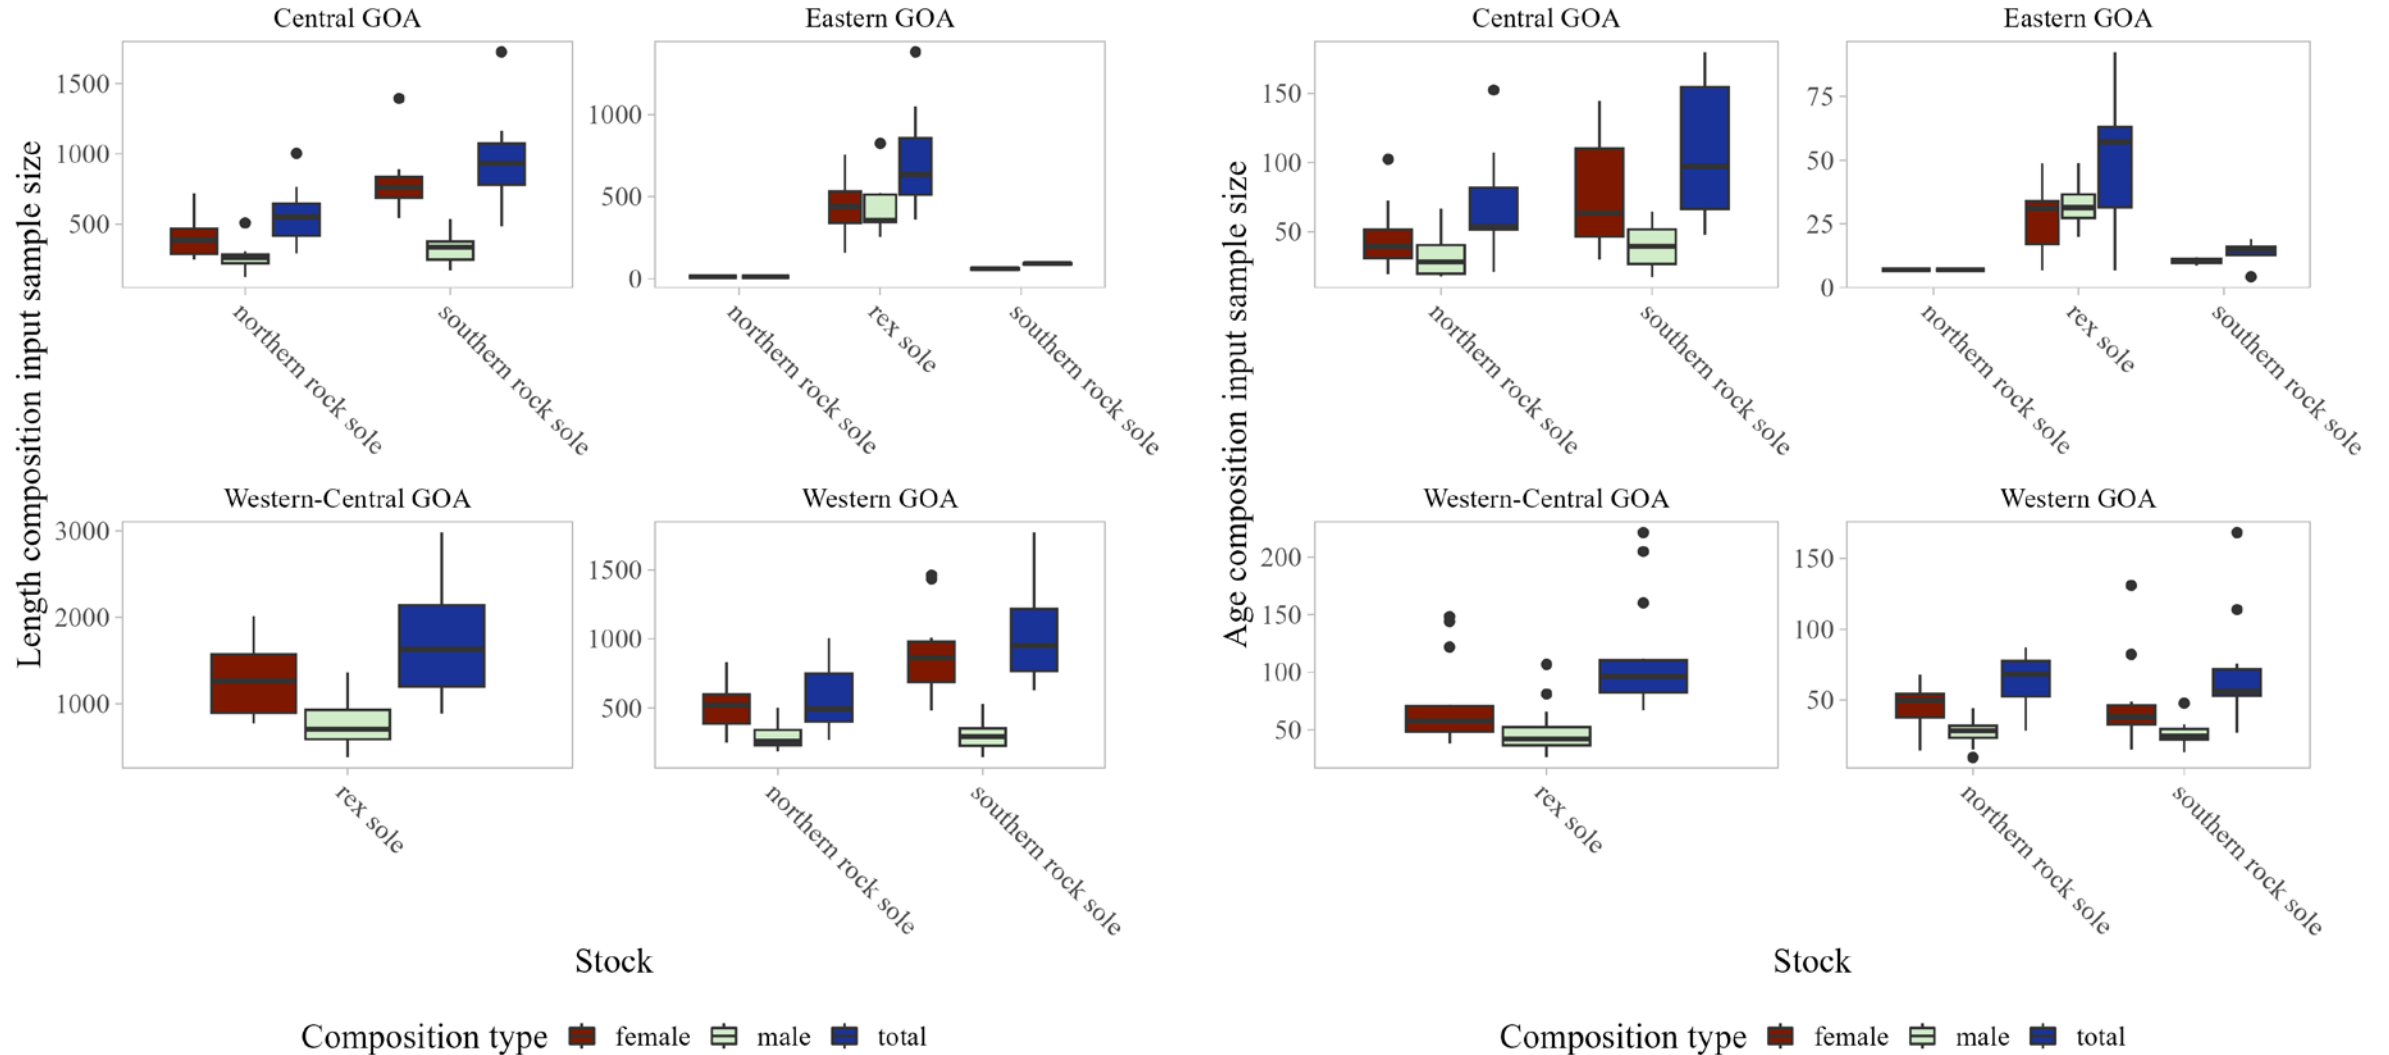 Central GOA
Eastern GOA
Length composition input sample size
1500
1000
500
1000
500
0
northern rock sole
southern rock sole
northern rock sole
rex sole
southern rock sole
Western-Central GOA
Western GOA
3000
2000
1000
1500
1000
500
rex sole
northern rock sole
southern rock sole
Stock
Composition type female male total
Central GOA
Eastern GOA
Age composition input sample size
150
100
50
75
50
25
0
northern rock sole
southern rock sole
northern rock sole
rex sole
southern rock sole
Western-Central GOA
Western GOA
200
150
100
50
150
100
50
rex sole
northern rock sole
southern rock sole
Stock
Composition type female male total